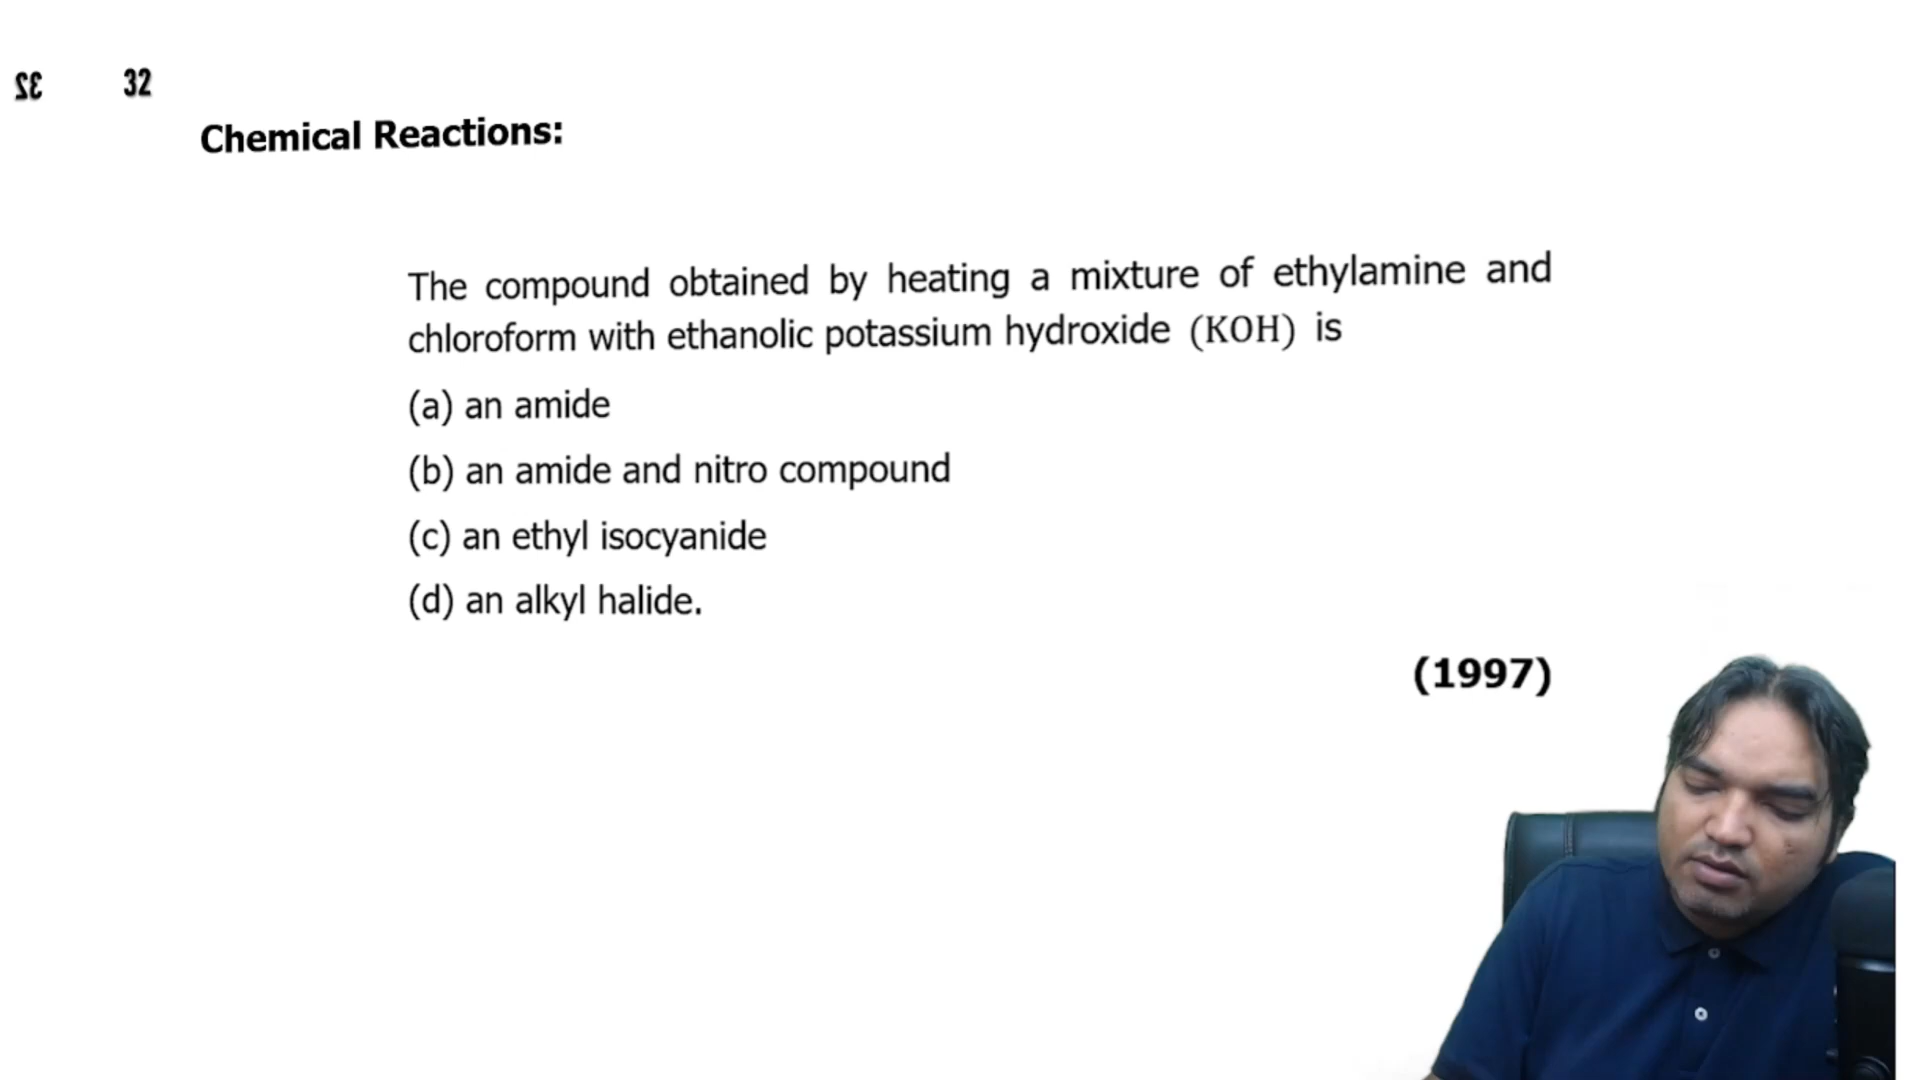 32
Chemical Reactions:
The compound obtained by heating a mixture of ethylamine and
chloroform with ethanolic potassium hydroxide (KOH) is
(a) an amide
(b) an amide and nitro compound
(c) an ethyl isocyanide
(d) an alkyl halide.
(1997)